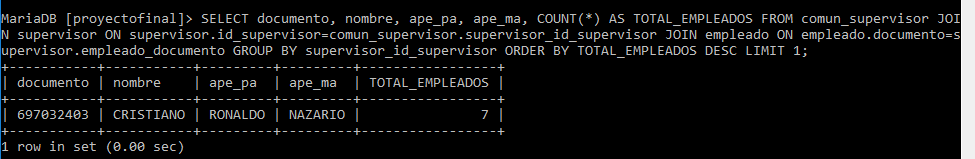 MariaDB [proyectofinal]> SELECT documento, nombre, ape_pa, ape_ma, COUNT(*) AS TOTAL_EMPLEADOS FROM comun_supervisor JOI
N supervisor ON supervisor.id_supervisor=comun_supervisor.supervisor_id_supervisor JOIN empleado ON empleado.documento=s
upervisor.empleado_documento GROUP BY supervisor_id_supervisor ORDER BY TOTAL_EMPLEADOS DESC LIMIT 1;
+-----------+-----------+---------+---------+-----------------+
| documento | nombre    | ape_pa  | ape_ma  | TOTAL_EMPLEADOS |
+-----------+-----------+---------+---------+-----------------+
| 697032403 | CRISTIANO | RONALDO | NAZARIO |               7 |
+-----------+-----------+---------+---------+-----------------+
1 row in set (0.00 sec)